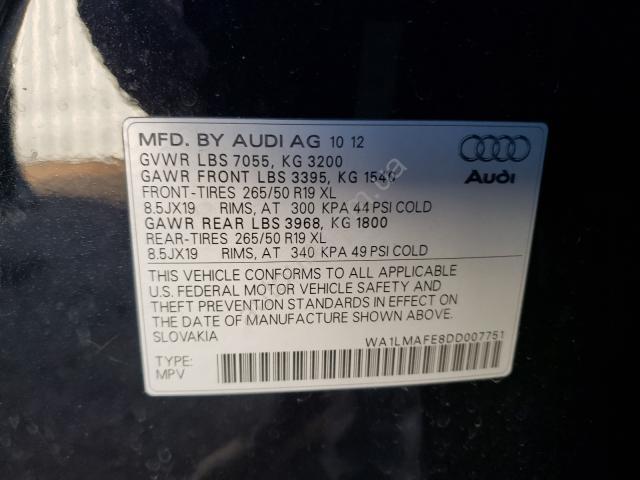 MFD. BY AUDI AG 10 12
GVWR LBS 7055, KG 3200
GAWR FRONT LBS 3395, KG 1540
FRONT-TIRES 265/50 R19 XL
8.5JX19 RIMS, AT 300 KPA 44 PSI COLD
GAWR REAR LBS 3968, KG 1800
REAR-TIRES 265/50 R19 XL
8.5JX19 RIMS, AT 340 KPA 49 PSI COLD
THIS VEHICLE CONFORMS TO ALL APPLICABLE
U.S. FEDERAL MOTOR VEHICLE SAFETY AND
THEFT PREVENTION STANDARDS IN EFFECT ON
THE DATE OF MANUFACTURE SHOWN ABOVE.
SLOVAKIA
WA1LMAFE8DD007751
TYPE:
MPV
Audi